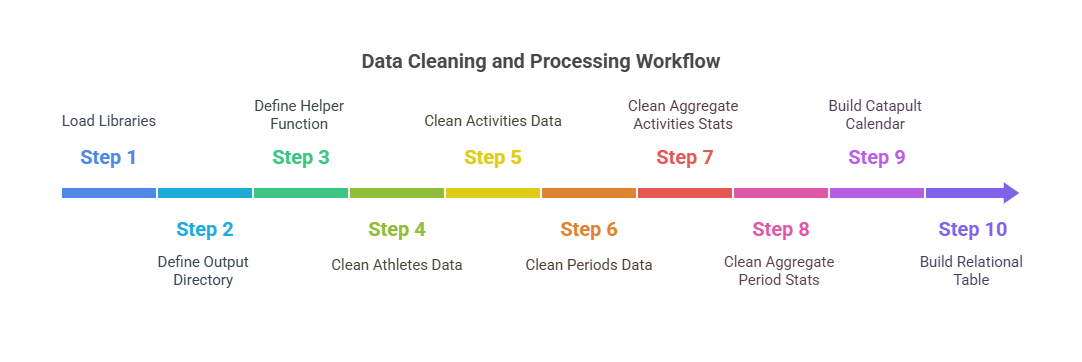 Data Cleaning and Processing Workflow
Load Libraries
Step 1
Step 2
Define Output
Directory
Define Helper
Function
Step 3
Step 4
Clean Athletes Data
Clean Activities Data
Step 5
Step 6
Clean Periods Data
Clean Aggregate
Activities Stats
Step 7
Step 8
Clean Aggregate
Period Stats
Build Catapult
Calendar
Step 9
Step 10
Build Relational
Table